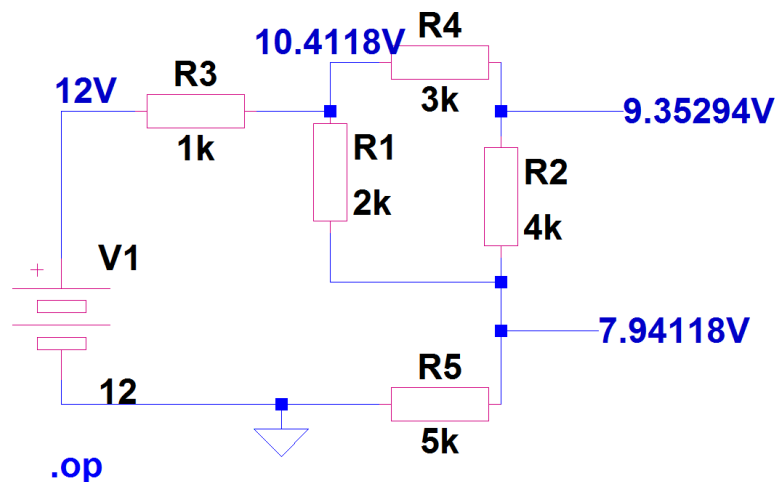 10.4118V
R4
12V
R3
3k
9.35294V
1k
R1
R2
2k
4k
+
V1
7.94118V
R5
12
5k
.op